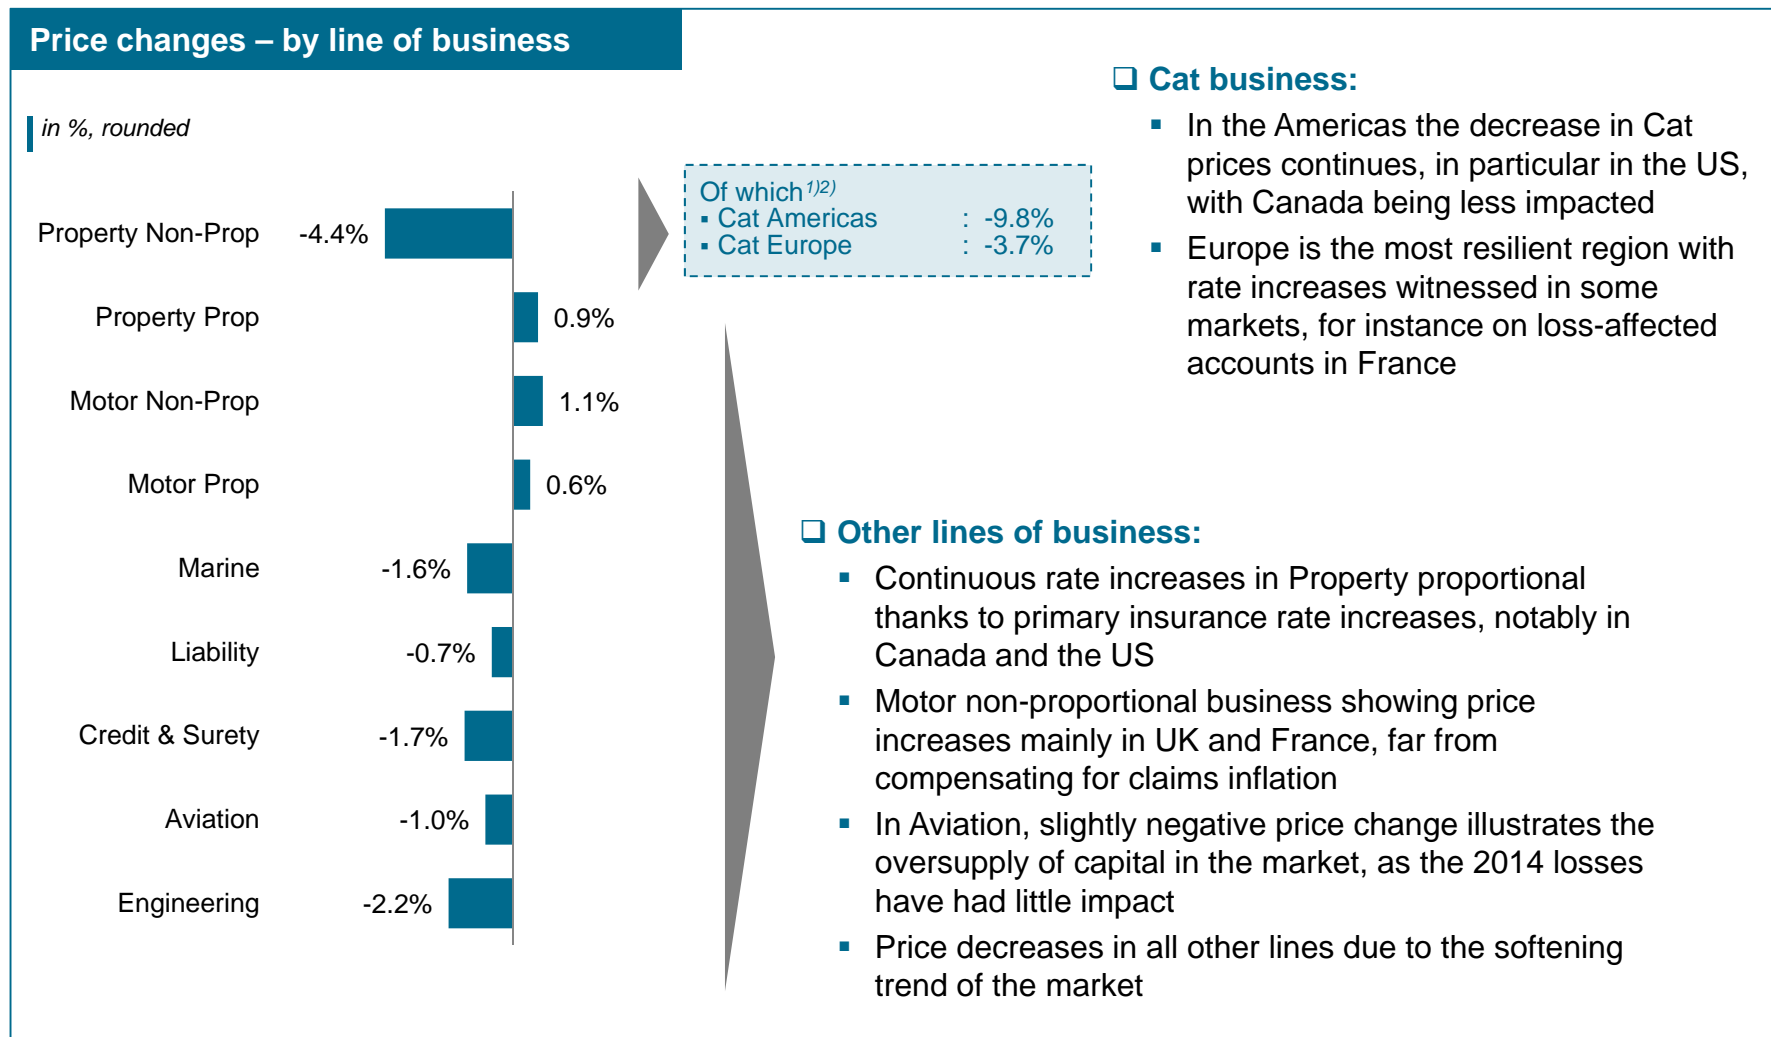 Price changes – by line of business
in %, rounded
Property Non-Prop -4.4%
Property Prop 0.9%
Motor Non-Prop 1.1%
Motor Prop 0.6%
Marine -1.6%
Liability -0.7%
Credit & Surety -1.7%
Aviation -1.0%
Engineering -2.2%
Of which 1)2)
▪ Cat Americas : -9.8%
▪ Cat Europe : -3.7%
❑ Cat business:
▪ In the Americas the decrease in Cat
prices continues, in particular in the US,
with Canada being less impacted
▪ Europe is the most resilient region with
rate increases witnessed in some
markets, for instance on loss-affected
accounts in France
❑ Other lines of business:
▪ Continuous rate increases in Property proportional
thanks to primary insurance rate increases, notably in
Canada and the US
▪ Motor non-proportional business showing price
increases mainly in UK and France, far from
compensating for claims inflation
▪ In Aviation, slightly negative price change illustrates the
oversupply of capital in the market, as the 2014 losses
have had little impact
▪ Price decreases in all other lines due to the softening
trend of the market